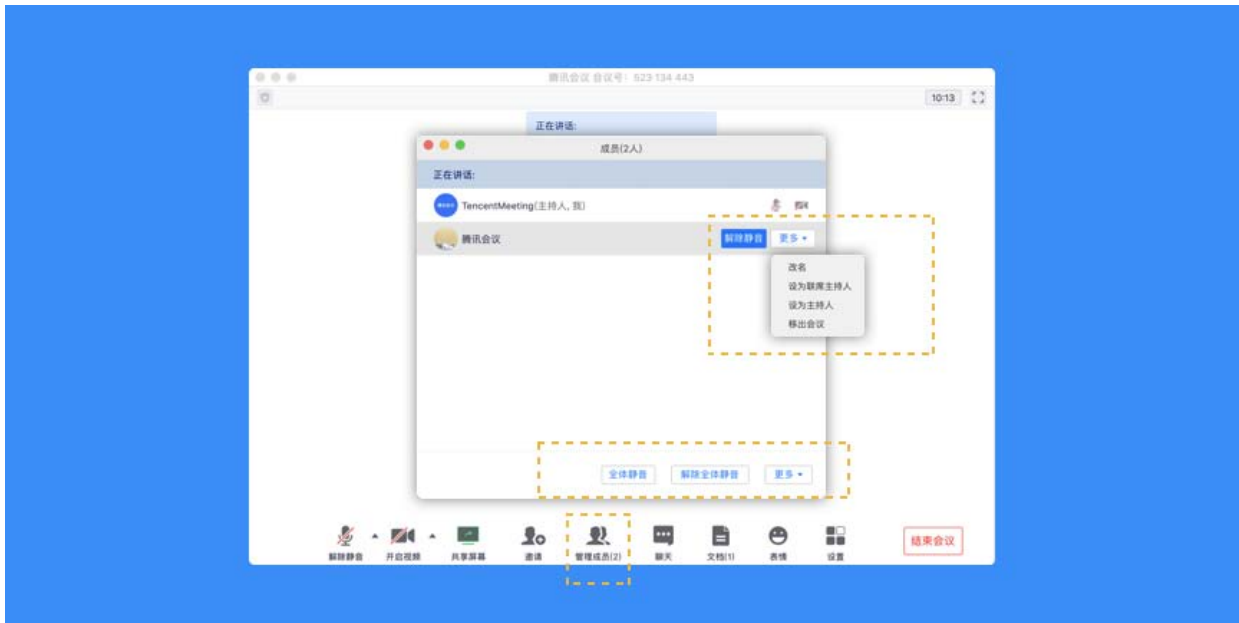 腾讯会议 会议号：523 134 443
10:13
正在讲话:
成员(2人)
正在讲话:
TencentMeeting(主持人, 我)
腾讯会议
解除静音
更多
改名
设为联席主持人
设为主持人
移出会议
全体静音
解除全体静音
更多
解除静音
开启视频
共享屏幕
邀请
管理成员(2)
聊天
文档(1)
表情
设置
结束会议